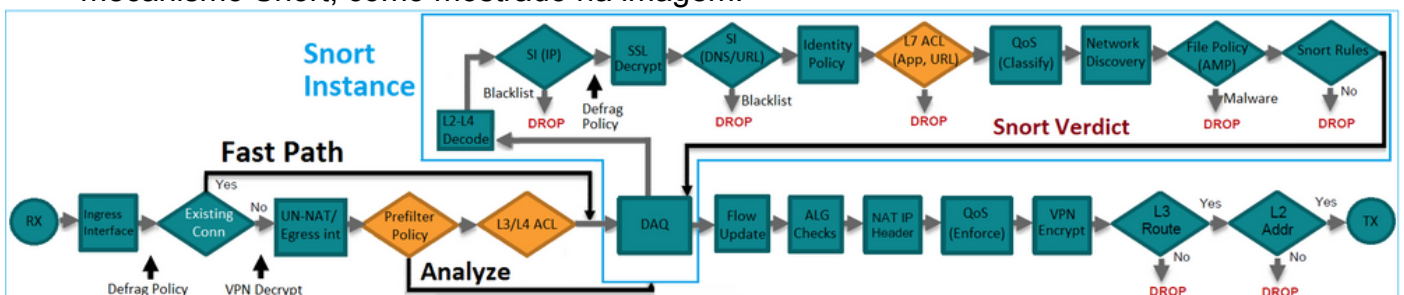 mecanismo Snort, como mostrado na imagem.
Snort
Instance
SI (IP)
SSL
Decrypt
SI
(DNS/URL)
Identity
Policy
L7 ACL
(App, URL)
QoS
(Classify)
Network
Discovery
File Policy
(AMP)
Snort Rules
Blacklist
DROP
Defrag
Policy
Blacklist
DROP
DROP
Malware
DROP
No
DROP
L2-L4
Decode
Snort Verdict
Fast Path
Yes
RX
Ingress
Interface
Existing
Conn
No
UN-NAT/
Egress int
Prefilter
Policy
L3/L4 ACL
DAQ
Flow
Update
ALG
Checks
NAT IP
Header
QoS
(Enforce)
VPN
Encrypt
L3
Route
Yes
L2
Addr
Yes
TX
Analyze
No
DROP
No
DROP
Defrag Policy
VPN Decrypt